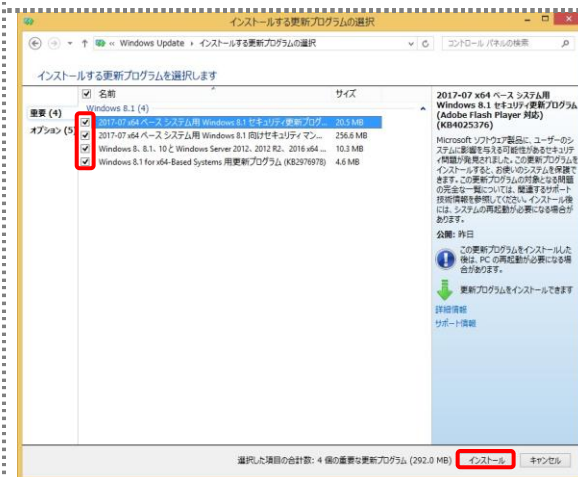 インストールする更新プログラムの選択
« Windows Update › インストールする更新プログラムの選択
コントロール パネルの検索
インストールする更新プログラムを選択します
名前 サイズ
重要 (4)
オプション (5
Windows 8.1 (4)
2017-07 x64 ベース システム用 Windows 8.1 セキュリティ更新プログ... 20.5 MB
2017-07 x64 ベース システム用 Windows 8.1 向けセキュリティ マン... 256.6 MB
Windows 8、8.1、10 と Windows Server 2012、2012 R2、2016 x64 ... 10.3 MB
Windows 8.1 for x64-Based Systems 用更新プログラム (KB2976978) 4.6 MB
2017-07 x64 ベース システム用
Windows 8.1 セキュリティ更新プログラム
(Adobe Flash Player 対応)
(KB4025376)
Microsoft ソフトウェア製品に、ユーザーのシ
ステムに影響を与える可能性があるセキュリテ
ィ問題が発見されました。この更新プログラムを
インストールすると、お使いのシステムを保護で
きます。この更新プログラムの対象となる問題
の完全な一覧については、関連するサポート
技術情報を参照してください。インストール後
には、システムの再起動が必要になる場合が
あります。
公開: 昨日
この更新プログラムをインストールした
後は、PC の再起動が必要になる場
合があります。
更新プログラムをインストールできます
詳細情報
サポート情報
選択した項目の合計数: 4 個の重要な更新プログラム (292.0 MB)
インストール
キャンセル